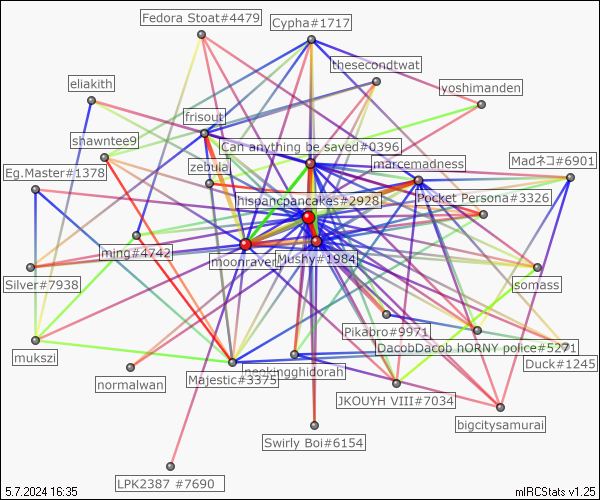 Fedora Stoat#4479
Cypha#1717
thesecondtwat
eliakith
yoshimanden
frisout
shawntee9
Can anything be saved#0396
marcemadness
Madネコ#6901
zebula
Eg.Master#1378
hispancpancakes#2928
Pocket Persona#3326
ming#4742
moonraven
Mushy#1984
Silver#7938
somass
Pikabro#9971
mukszi
DacobDacob hORNY police#5271
Duck#1245
normalwan
Majestic#3375
JKOUYH VIII#7034
bigcitysamurai
Swirly Boi#6154
LPK2387 #7690
5.7.2024 16:35
mIRCStats v1.25